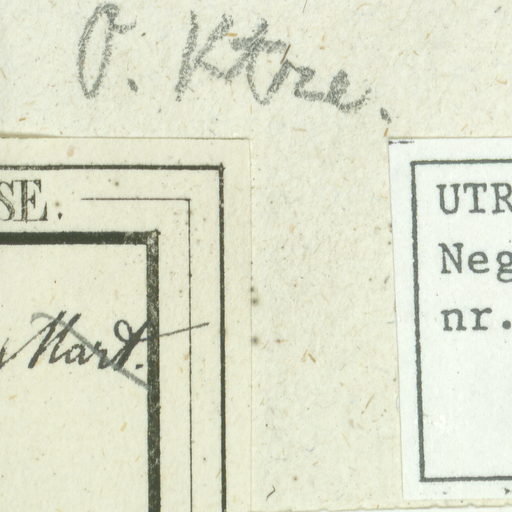 O. Ktze.
SE.
Mart.
UTR
Neg
nr.